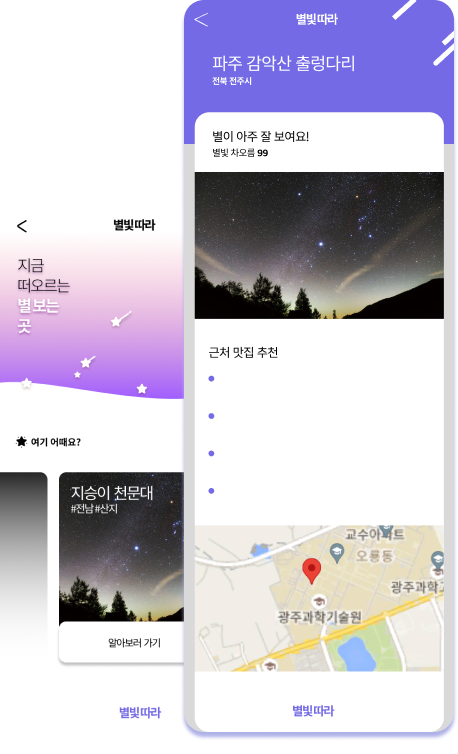 별빛따라
지금
떠오르는
별 보는
곳
여기 어때요?
지승이 천문대
#전남 #산지
알아보러 가기
별빛따라
별빛따라
파주 감악산 출렁다리
전북 전주시
별이 아주 잘 보여요!
별빛 차오름 99
근처 맛집 추천
교수아파트
오룡동
광주과학고
광주과학기술원
별빛따라